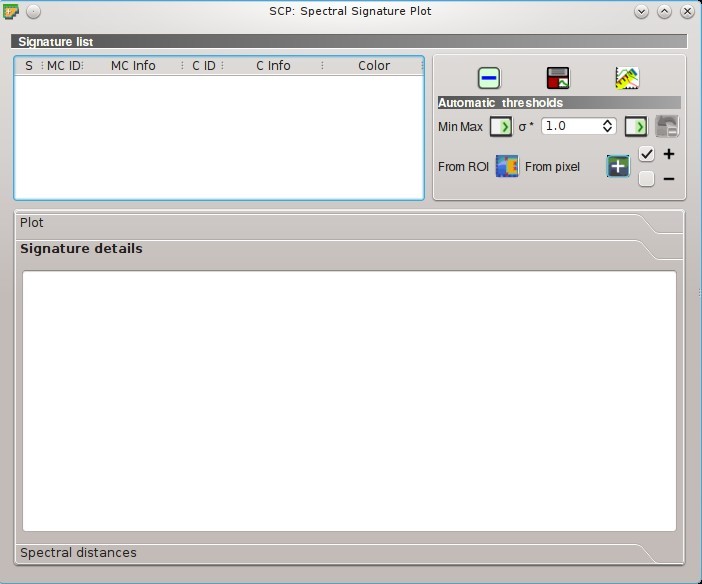 SCP: Spectral Signature Plot
Signature list
S MC ID MC Info C ID C Info Color
Automatic thresholds
Min Max σ * 1.0
From ROI From pixel + −
Plot
Signature details
Spectral distances